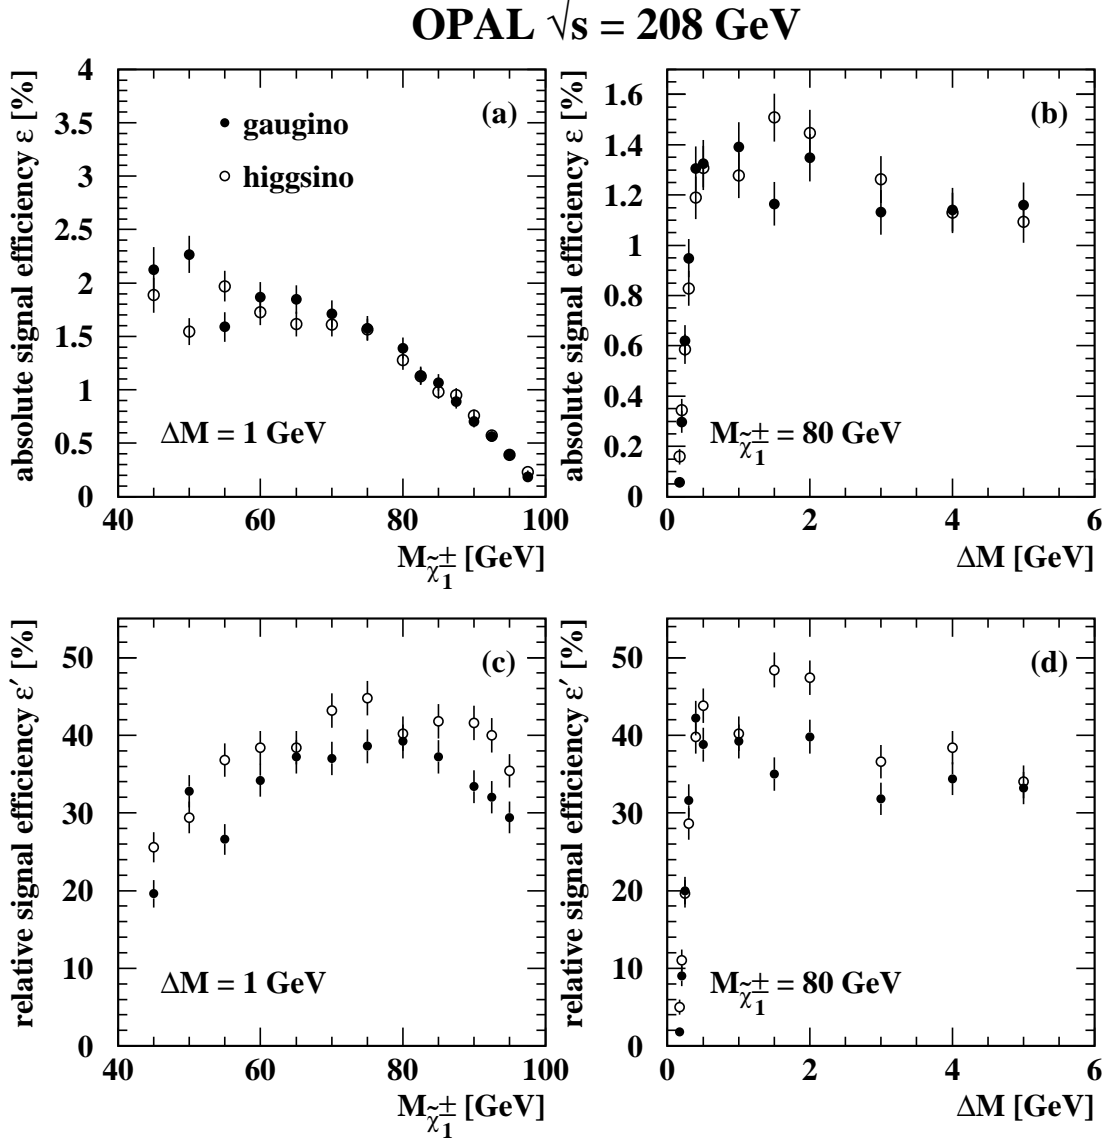 OPAL √s = 208 GeV
absolute signal efficiency ε [%]
4
3.5
3
2.5
2
1.5
1
0.5
0
(a)
gaugino
higgsino
ΔM = 1 GeV
40 60 80 100
M χ̃₁± [GeV]
absolute signal efficiency ε [%]
1.6
1.4
1.2
1
0.8
0.6
0.4
0.2
0
(b)
M χ̃₁± = 80 GeV
0 2 4 6
ΔM [GeV]
relative signal efficiency ε′ [%]
50
40
30
20
10
0
(c)
ΔM = 1 GeV
40 60 80 100
M χ̃₁± [GeV]
relative signal efficiency ε′ [%]
50
40
30
20
10
0
(d)
M χ̃₁± = 80 GeV
0 2 4 6
ΔM [GeV]